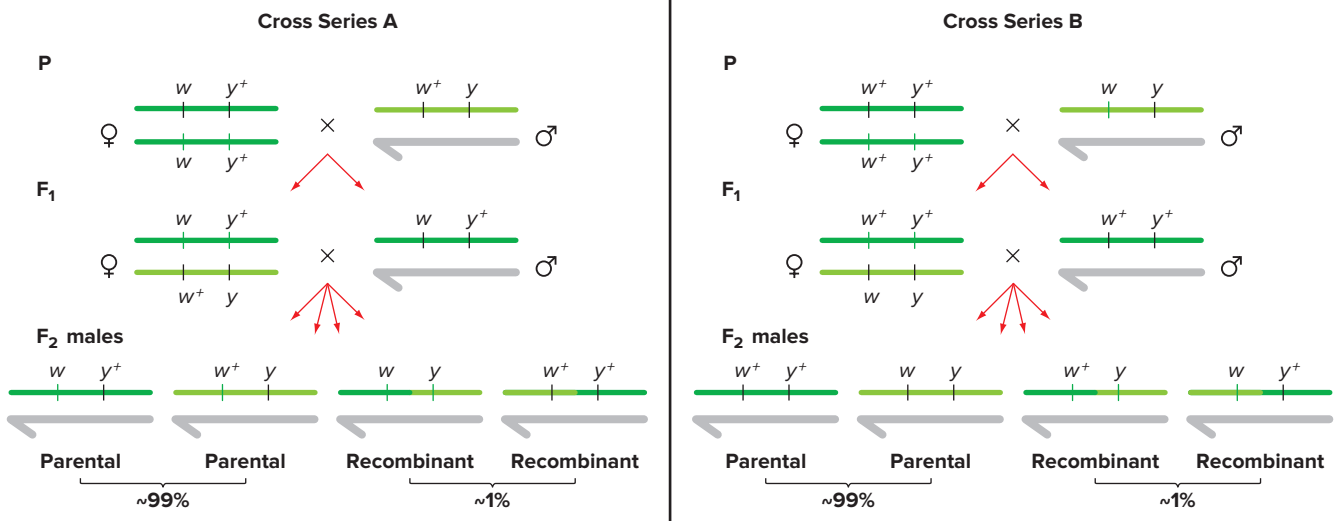 Cross Series A
P
w y+ w+ y
♀ × ♂
w y+
F1
w y+ w y+
♀ × ♂
w+ y
F2 males
w y+ w+ y w y w+ y+
Parental Parental Recombinant Recombinant
~99% ~1%
Cross Series B
P
w+ y+ w y
♀ × ♂
w+ y+
F1
w+ y+ w+ y+
♀ × ♂
w y
F2 males
w+ y+ w y w+ y w y+
Parental Parental Recombinant Recombinant
~99% ~1%